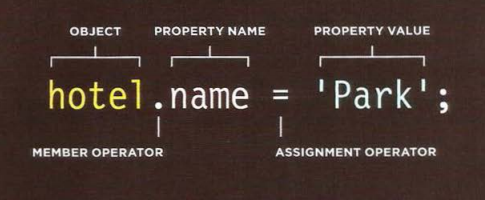 OBJECT PROPERTY NAME PROPERTY VALUE
hotel.name = 'Park';
MEMBER OPERATOR ASSIGNMENT OPERATOR